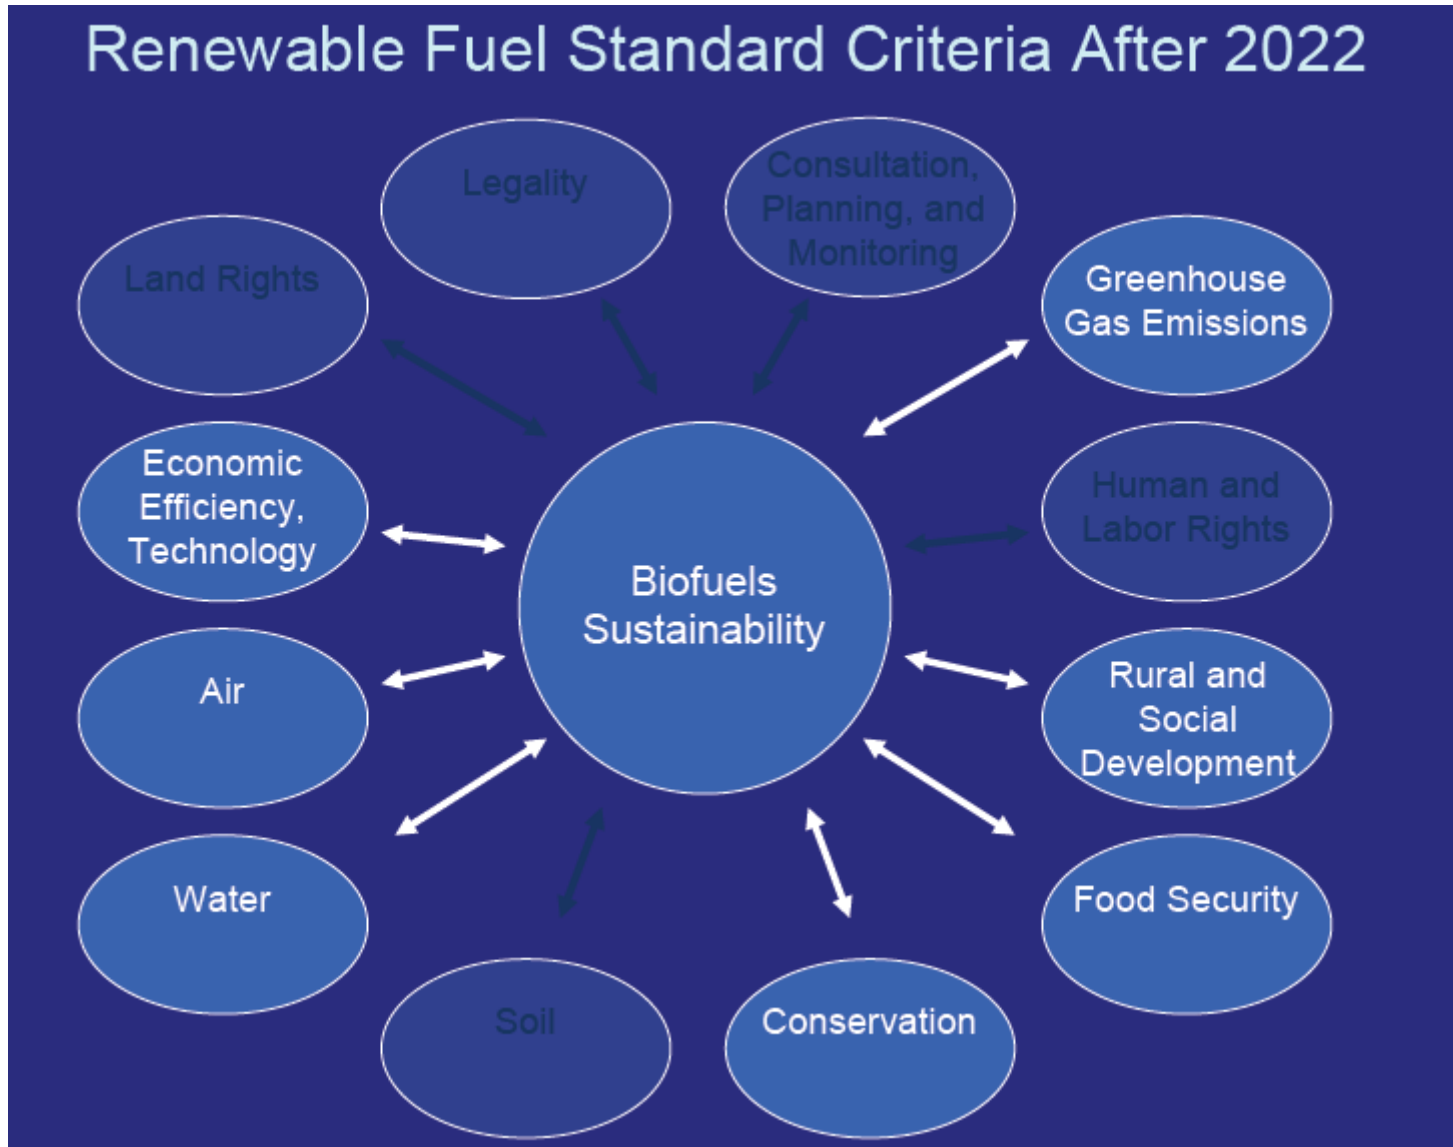 Renewable Fuel Standard Criteria After 2022
Legality
Consultation,
Planning, and
Monitoring
Land Rights
Greenhouse
Gas Emissions
Economic
Efficiency,
Technology
Human and
Labor Rights
Biofuels
Sustainability
Air
Rural and
Social
Development
Water
Food Security
Soil
Conservation